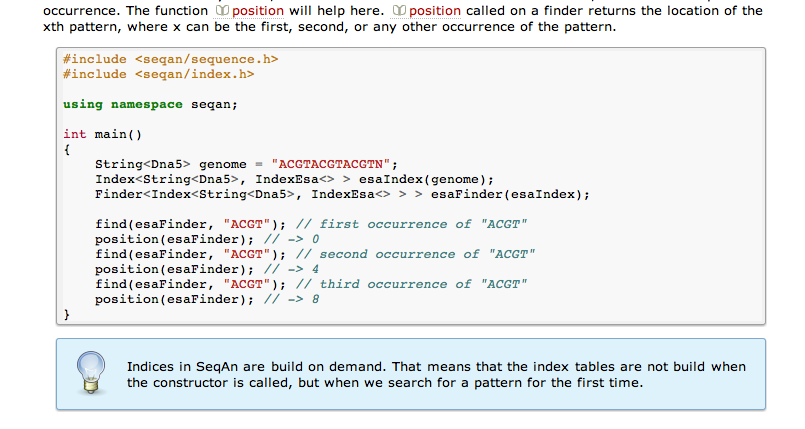 occurrence. The function position will help here. position called on a finder returns the location of the
xth pattern, where x can be the first, second, or any other occurrence of the pattern.
#include <seqan/sequence.h>
#include <seqan/index.h>
using namespace seqan;
int main()
{
String<Dna5> genome = "ACGTACGTACGTN";
Index<String<Dna5>, IndexEsa<> > esaIndex(genome);
Finder<Index<String<Dna5>, IndexEsa<> > > esaFinder(esaIndex);
find(esaFinder, "ACGT"); // first occurrence of "ACGT"
position(esaFinder); // -> 0
find(esaFinder, "ACGT"); // second occurrence of "ACGT"
position(esaFinder); // -> 4
find(esaFinder, "ACGT"); // third occurrence of "ACGT"
position(esaFinder); // -> 8
}
Indices in SeqAn are build on demand. That means that the index tables are not build when
the constructor is called, but when we search for a pattern for the first time.